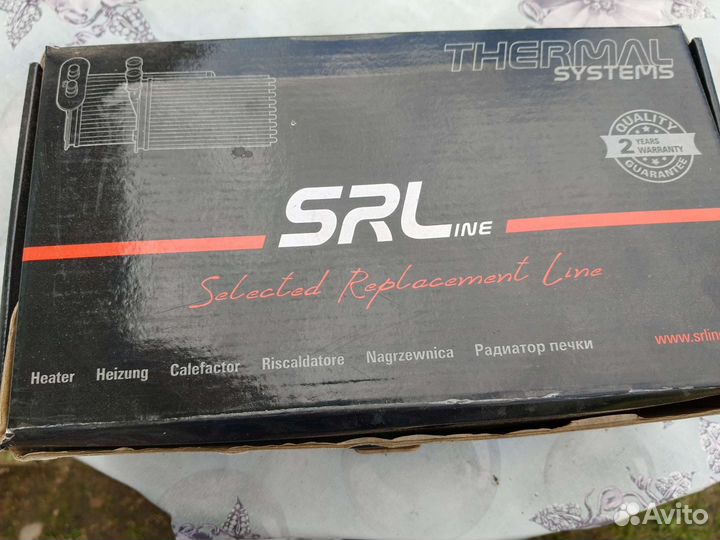 THERMAL
SYSTEMS
QUALITY
2 YEARS WARRANTY
GUARANTEE
SRLINE
Selected Replacement Line
Heater Heizung Calefactor Riscaldatore Nagrzewnica Радиатор печки
www.srlin
Avito